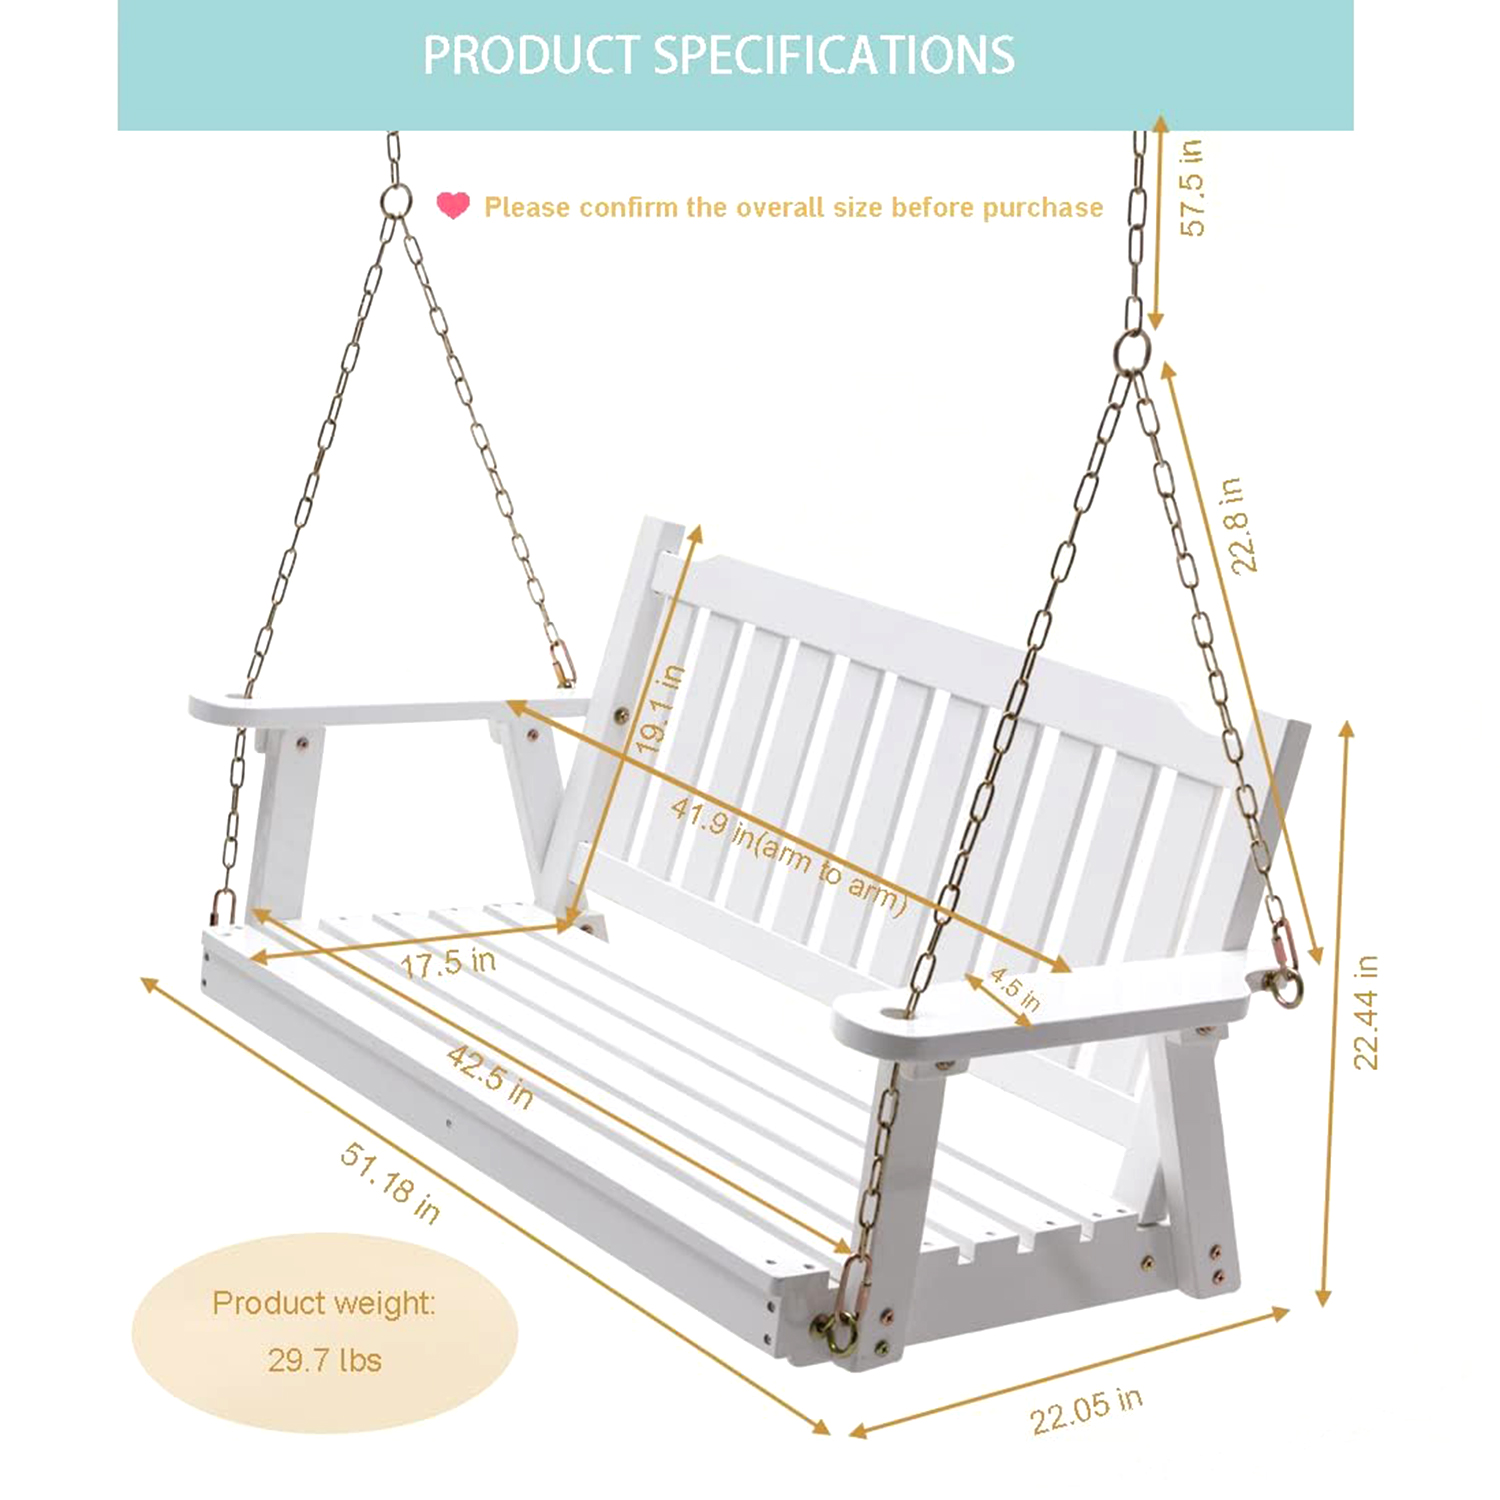 PRODUCT SPECIFICATIONS
57.5 in
Please confirm the overall size before purchase
22.8 in
19.1 in
41.9 in(arm to arm)
17.5 in
4.5 in
22.44 in
42.5 in
51.18 in
Product weight:
29.7 lbs
22.05 in